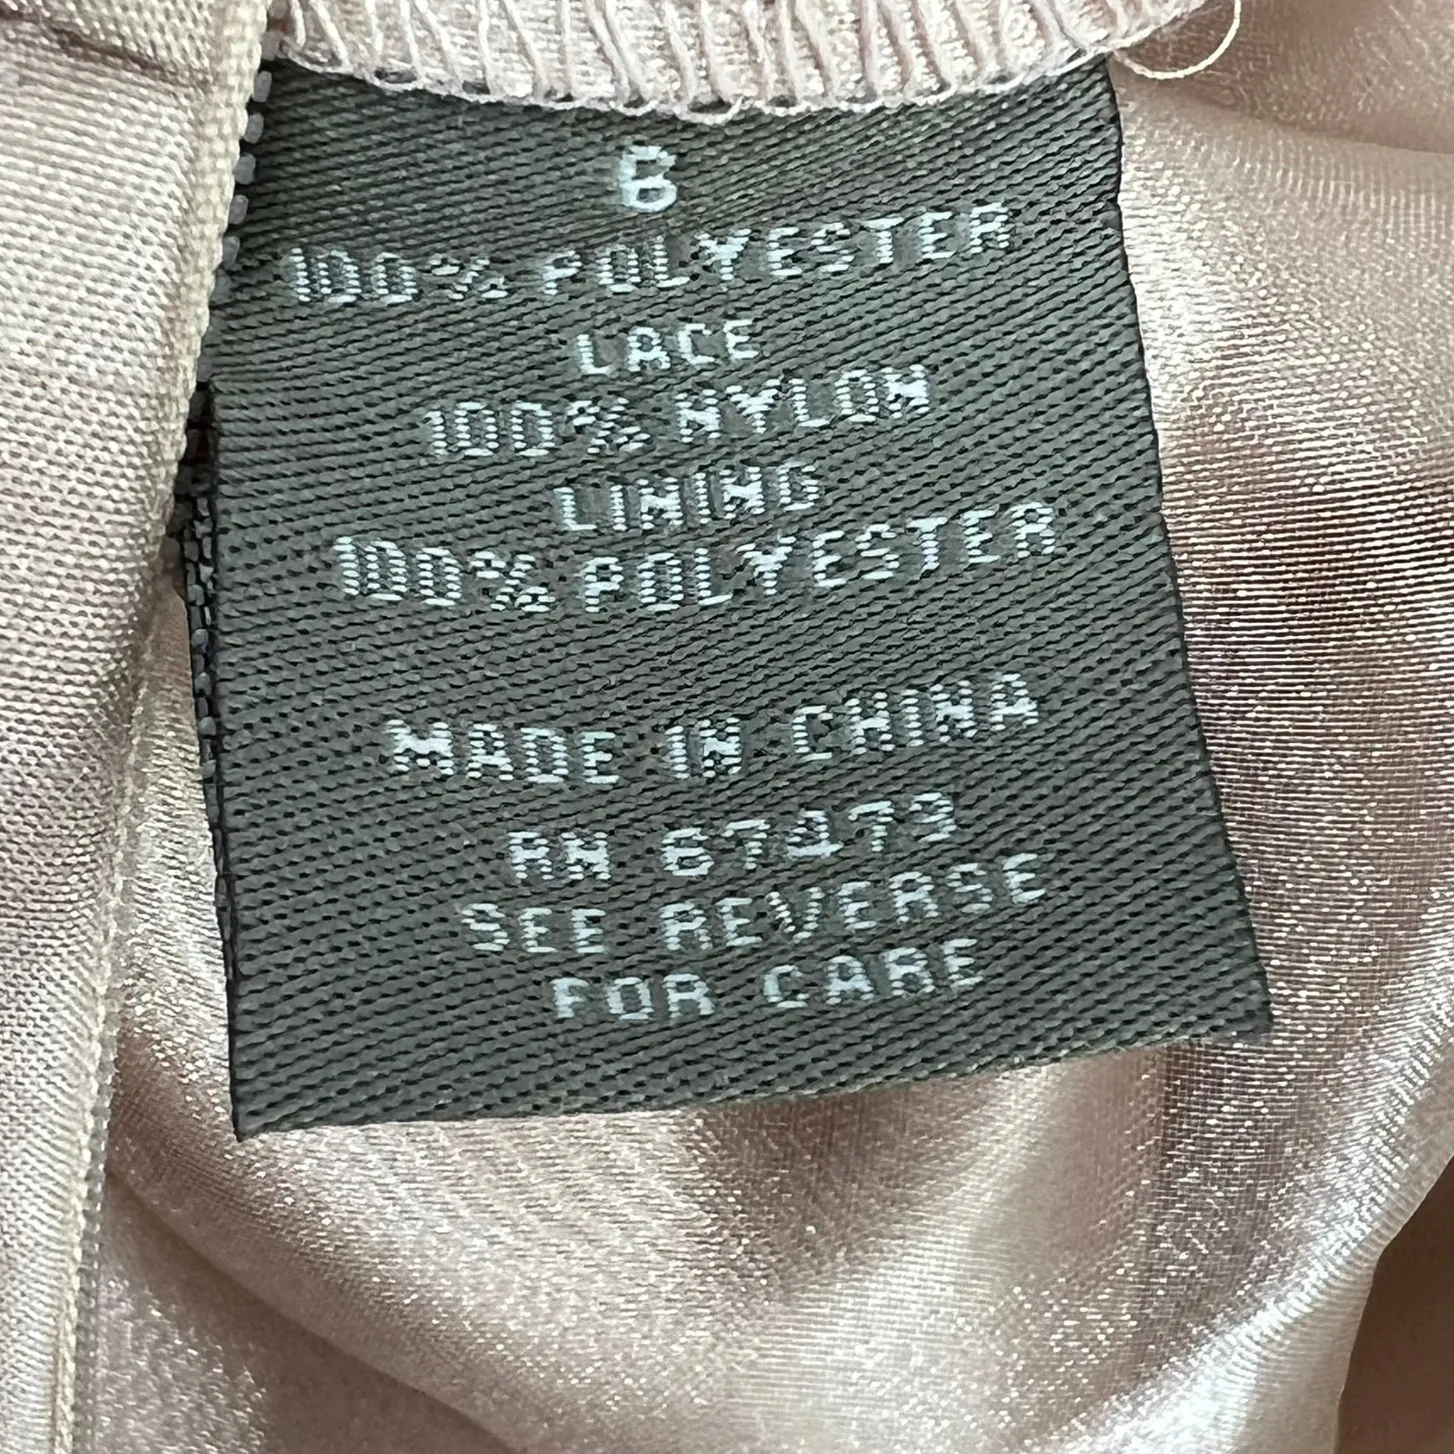 6
100% POLYESTER
LACE
100% NYLON
LINING
100% POLYESTER
MADE IN CHINA
RN 67473
SEE REVERSE
FOR CARE